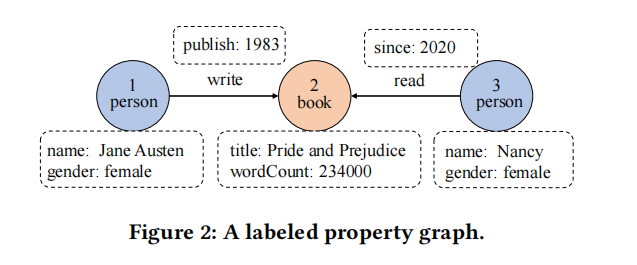 publish: 1983
since: 2020
write
read
1
person
2
book
3
person
name: Jane Austen
gender: female
title: Pride and Prejudice
wordCount: 234000
name: Nancy
gender: female
Figure 2: A labeled property graph.